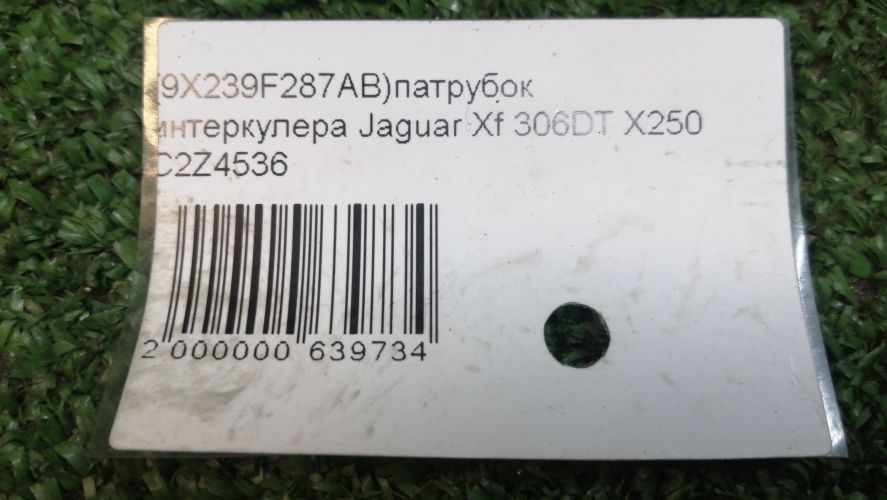 (9X239F287AB)патрубок
интеркулера Jaguar Xf 306DT X250
C2Z4536
2 000000 639734